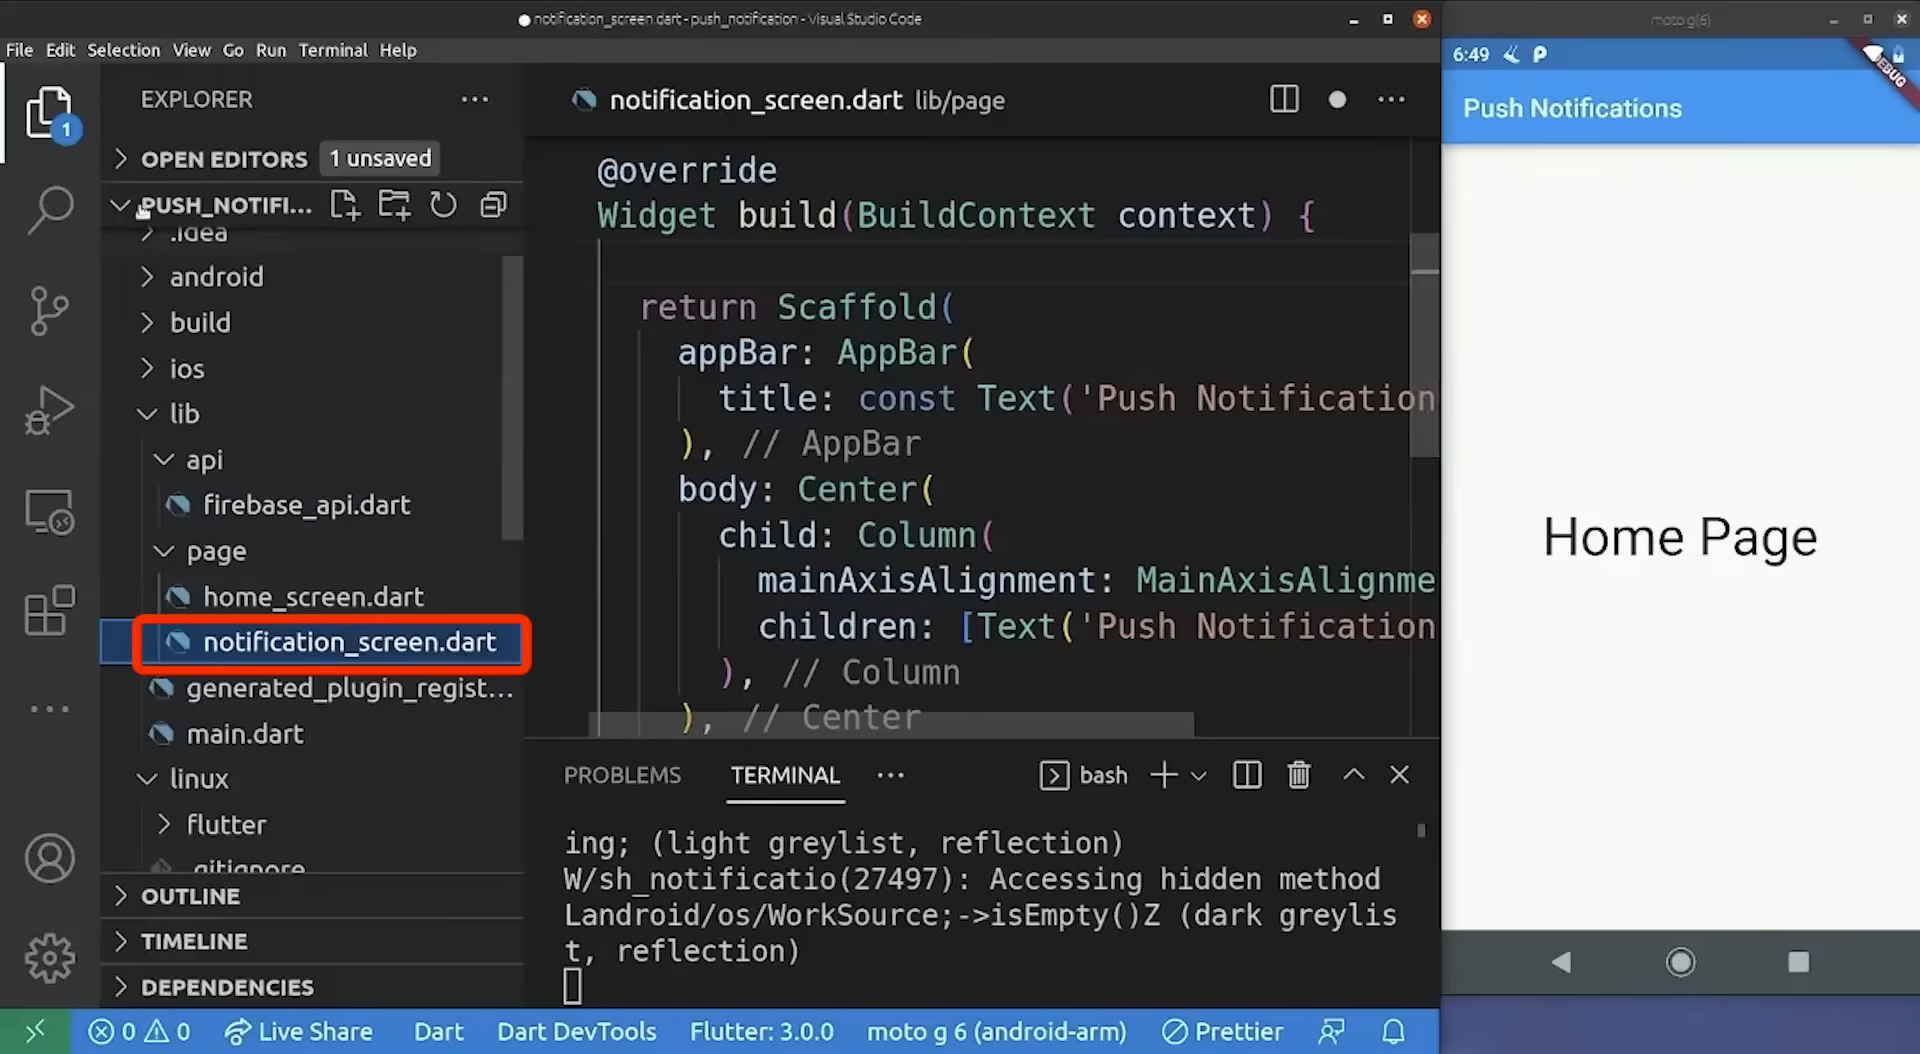 notification_screen.dart - push_notification - Visual Studio Code
moto g(6)
File Edit Selection View Go Run Terminal Help
6:49
DEBUG
EXPLORER
1
notification_screen.dart lib/page
Push Notifications
OPEN EDITORS 1 unsaved
PUSH_NOTIFI...
.idea
android
build
ios
lib
api
firebase_api.dart
page
home_screen.dart
notification_screen.dart
generated_plugin_regist...
main.dart
linux
flutter
.gitignore
OUTLINE
TIMELINE
DEPENDENCIES
@override
Widget build(BuildContext context) {
return Scaffold(
appBar: AppBar(
title: const Text('Push Notification
), // AppBar
body: Center(
child: Column(
mainAxisAlignment: MainAxisAlignme
children: [Text('Push Notification
), // Column
), // Center
Home Page
PROBLEMS TERMINAL bash
ing; (light greylist, reflection)
W/sh_notificatio(27497): Accessing hidden method
Landroid/os/WorkSource;->isEmpty()Z (dark greylis
t, reflection)
0 0 Live Share Dart Dart DevTools Flutter: 3.0.0 moto g 6 (android-arm) Prettier